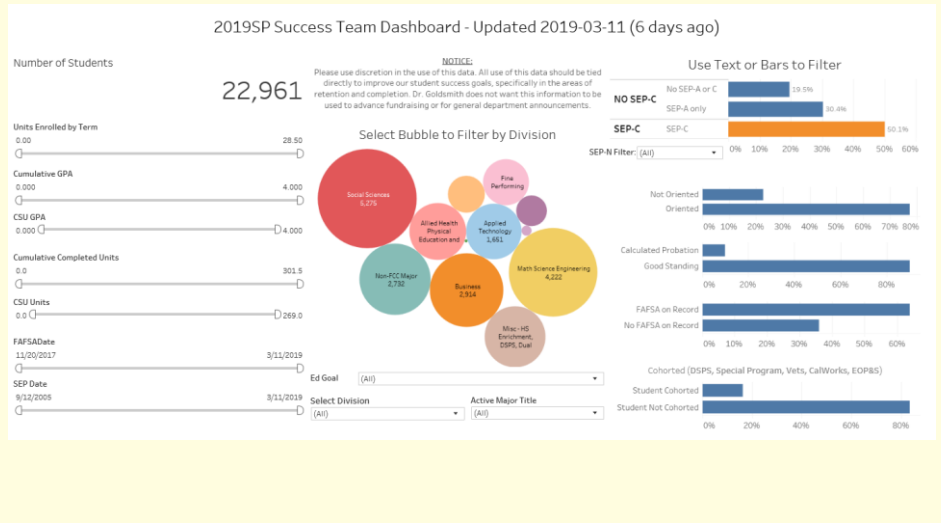 2019SP Success Team Dashboard - Updated 2019-03-11 (6 days ago)
Number of Students
22,961
Units Enrolled by Term
0.00 28.50
Cumulative GPA
0.000 4.000
CSU GPA
0.000 4.000
Cumulative Completed Units
0.0 301.5
CSU Units
0.0 269.0
FAFSADate
11/20/2017 3/11/2019
SEP Date
9/12/2005 3/11/2019
NOTICE:
Please use discretion in the use of this data. All use of this data should be tied
directly to improve our student success goals, specifically in the areas of
retention and completion. Dr. Goldsmith does not want this information to be
used to advance fundraising or for general department announcements.
Select Bubble to Filter by Division
Fine
Performing
Social Sciences
5,276
Allied Health
Physical
Education and
Applied
Technology
1,651
Non-FCC Major
2,732
Business
2,914
Math Science Engineering
4,222
Misc - HS
Enrichment,
DSPS, Dual
Ed Goal (All)
Select Division
(All)
Active Major Title
(All)
Use Text or Bars to Filter
NO SEP-C
No SEP-A or C 19.5%
SEP-A only 30.4%
SEP-C SEP-C 50.1%
SEP-N Filter: (All)
0% 10% 20% 30% 40% 50% 60%
Not Oriented
Oriented
0% 10% 20% 30% 40% 50% 60% 70% 80%
Calculated Probation
Good Standing
0% 20% 40% 60% 80%
FAFSA on Record
No FAFSA on Record
0% 10% 20% 30% 40% 50% 60%
Cohorted (DSPS, Special Program, Vets, CalWorks, EOP&S)
Student Cohorted
Student Not Cohorted
0% 20% 40% 60% 80%